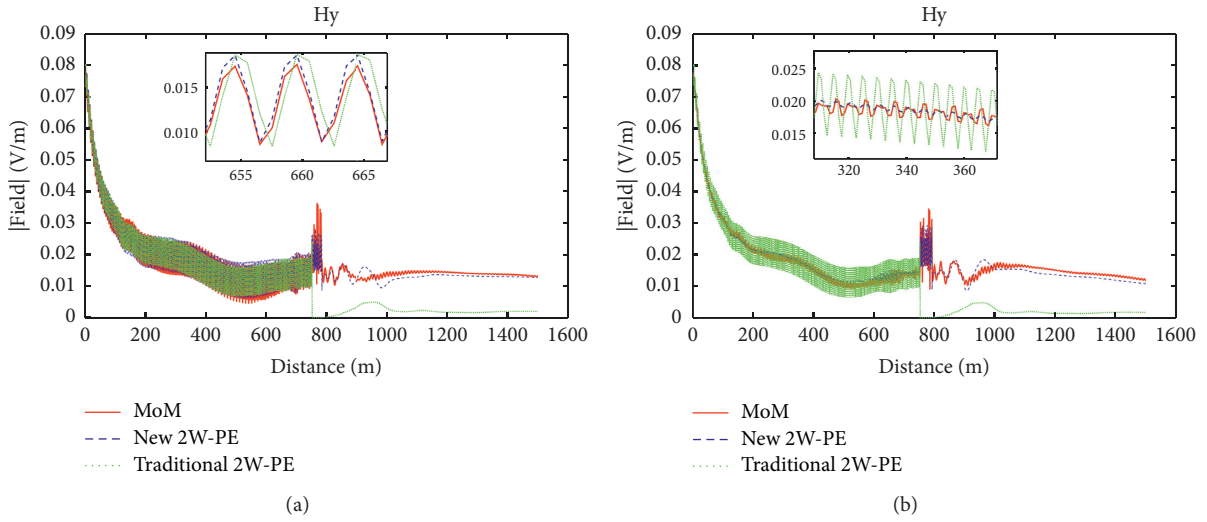 Hy
0.09
0.08
0.07
0.06
0.05
0.04
0.03
0.02
0.01
0
|Field| (V/m)
0.015
0.010
655 660 665
0 200 400 600 800 1000 1200 1400 1600
Distance (m)
MoM
New 2W-PE
Traditional 2W-PE
(a)
Hy
0.09
0.08
0.07
0.06
0.05
0.04
0.03
0.02
0.01
0
|Field| (V/m)
0.025
0.020
0.015
320 340 360
0 200 400 600 800 1000 1200 1400 1600
Distance (m)
MoM
New 2W-PE
Traditional 2W-PE
(b)